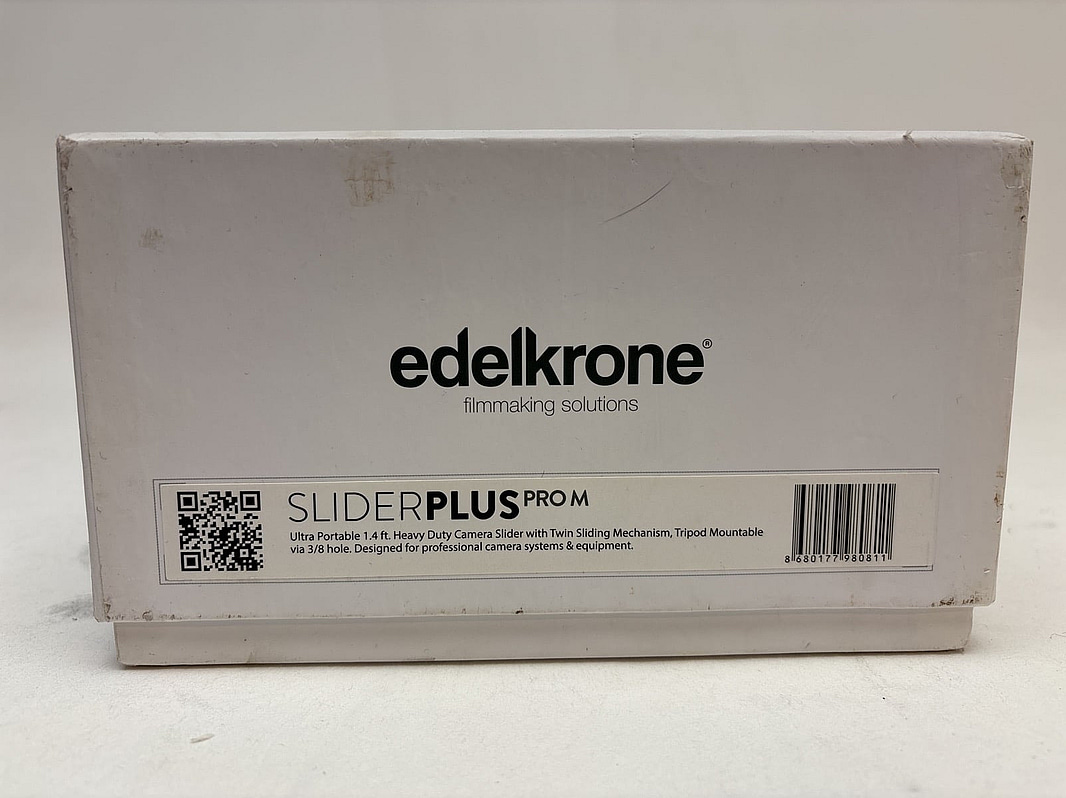 edelkrone®
filmmaking solutions
SLIDERPLUS PRO M
Ultra Portable 1.4 ft. Heavy Duty Camera Slider with Twin Sliding Mechanism, Tripod Mountable
via 3/8 hole. Designed for professional camera systems & equipment.
8 680177 980811